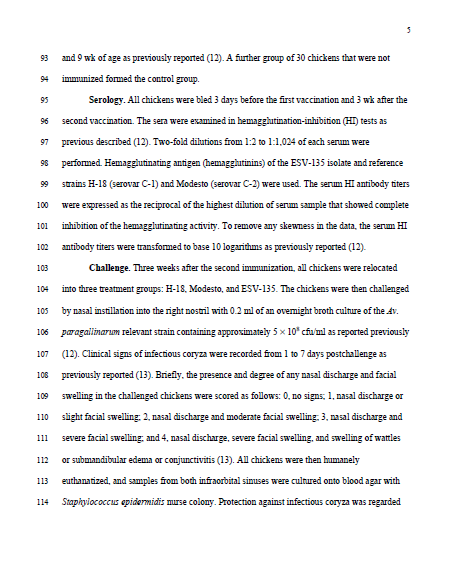 5
93 and 9 wk of age as previously reported (12). A further group of 30 chickens that were not
94 immunized formed the control group.
95 Serology. All chickens were bled 3 days before the first vaccination and 3 wk after the
96 second vaccination. The sera were examined in hemagglutination-inhibition (HI) tests as
97 previous described (12). Two-fold dilutions from 1:2 to 1:1,024 of each serum were
98 performed. Hemagglutinating antigen (hemagglutinins) of the ESV-135 isolate and reference
99 strains H-18 (serovar C-1) and Modesto (serovar C-2) were used. The serum HI antibody titers
100 were expressed as the reciprocal of the highest dilution of serum sample that showed complete
101 inhibition of the hemagglutinating activity. To remove any skewness in the data, the serum HI
102 antibody titers were transformed to base 10 logarithms as previously reported (12).
103 Challenge. Three weeks after the second immunization, all chickens were relocated
104 into three treatment groups: H-18, Modesto, and ESV-135. The chickens were then challenged
105 by nasal instillation into the right nostril with 0.2 ml of an overnight broth culture of the Av.
106 paragallinarum relevant strain containing approximately 5 × 10⁸ cfu/ml as reported previously
107 (12). Clinical signs of infectious coryza were recorded from 1 to 7 days postchallenge as
108 previously reported (13). Briefly, the presence and degree of any nasal discharge and facial
109 swelling in the challenged chickens were scored as follows: 0, no signs; 1, nasal discharge or
110 slight facial swelling; 2, nasal discharge and moderate facial swelling; 3, nasal discharge and
111 severe facial swelling; and 4, nasal discharge, severe facial swelling, and swelling of wattles
112 or submandibular edema or conjunctivitis (13). All chickens were then humanely
113 euthanatized, and samples from both infraorbital sinuses were cultured onto blood agar with
114 Staphylococcus epidermidis nurse colony. Protection against infectious coryza was regarded